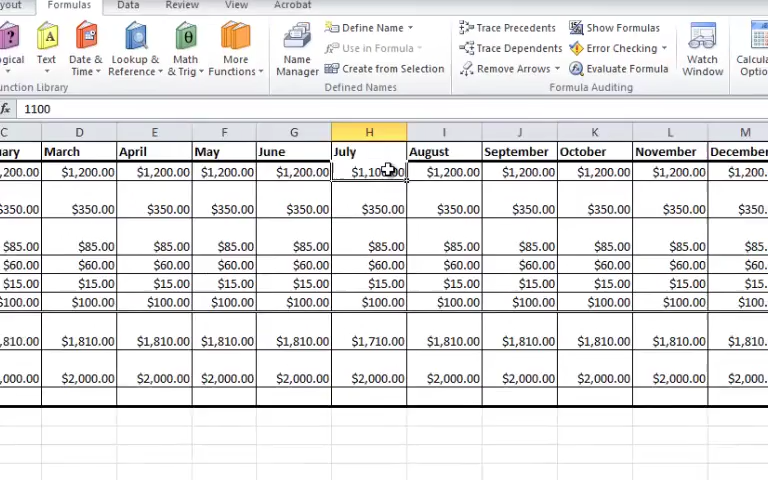 yout Formulas Data Review View Acrobat
ogical Text Date & Time Lookup & Reference Math & Trig More Functions
Name Manager
Define Name
Use in Formula
Create from Selection
Trace Precedents
Trace Dependents
Remove Arrows
Show Formulas
Error Checking
Evaluate Formula
Watch Window
Calcula
Optio
unction Library Defined Names Formula Auditing
fx 1100
C D E F G H I J K L M
uary March April May June July August September October November December
,200.00 $1,200.00 $1,200.00 $1,200.00 $1,200.00 $1,10 0 $1,200.00 $1,200.00 $1,200.00 $1,200.00 $1,200.
$350.00 $350.00 $350.00 $350.00 $350.00 $350.00 $350.00 $350.00 $350.00 $350.00 $350.
$85.00 $85.00 $85.00 $85.00 $85.00 $85.00 $85.00 $85.00 $85.00 $85.00 $85.
$60.00 $60.00 $60.00 $60.00 $60.00 $60.00 $60.00 $60.00 $60.00 $60.00 $60.
$15.00 $15.00 $15.00 $15.00 $15.00 $15.00 $15.00 $15.00 $15.00 $15.00 $15.
$100.00 $100.00 $100.00 $100.00 $100.00 $100.00 $100.00 $100.00 $100.00 $100.00 $100.
,810.00 $1,810.00 $1,810.00 $1,810.00 $1,810.00 $1,710.00 $1,810.00 $1,810.00 $1,810.00 $1,810.00 $1,810.
,000.00 $2,000.00 $2,000.00 $2,000.00 $2,000.00 $2,000.00 $2,000.00 $2,000.00 $2,000.00 $2,000.00 $2,000.